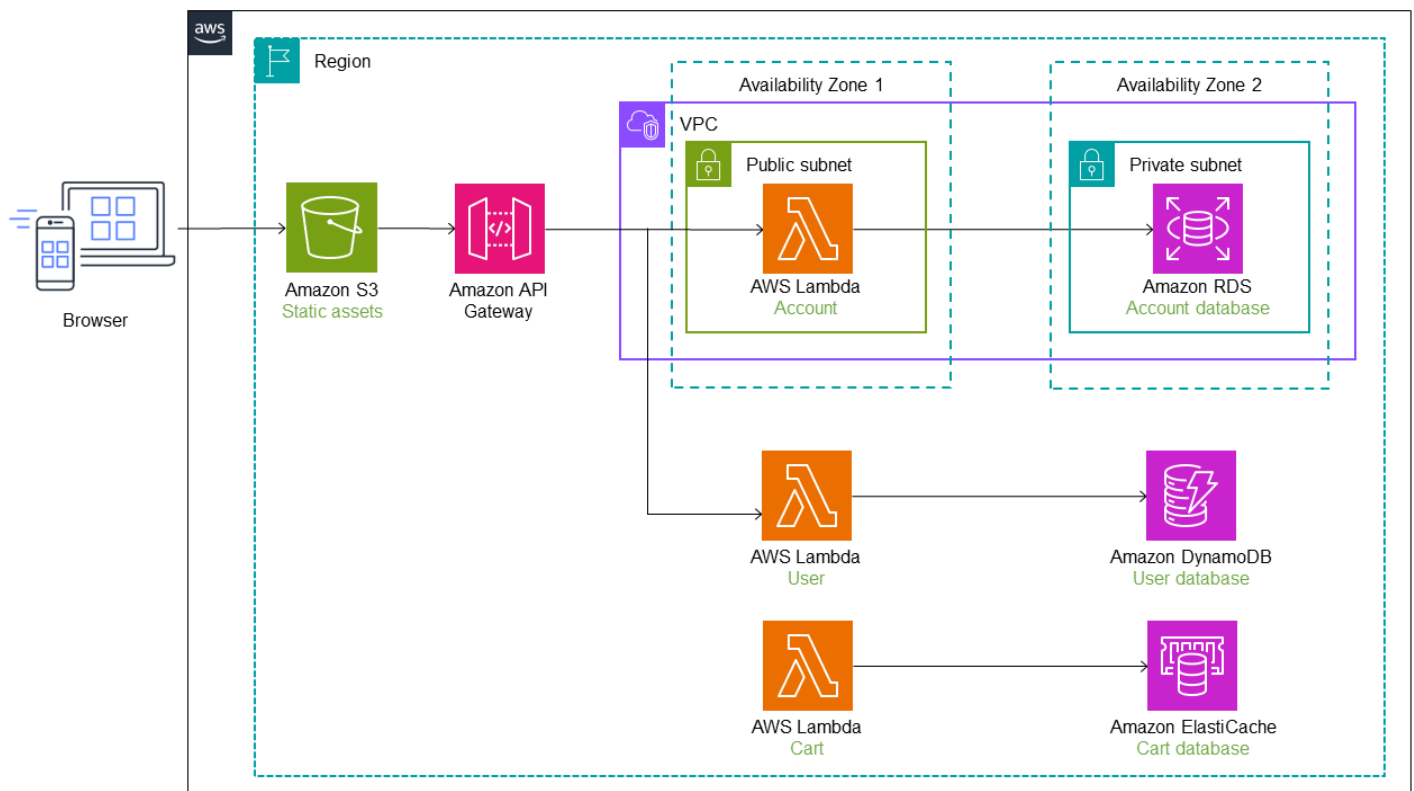 aws
Region
Availability Zone 1
Availability Zone 2
VPC
Public subnet
Private subnet
Browser
Amazon S3
Static assets
Amazon API
Gateway
AWS Lambda
Account
Amazon RDS
Account database
AWS Lambda
User
Amazon DynamoDB
User database
AWS Lambda
Cart
Amazon ElastiCache
Cart database